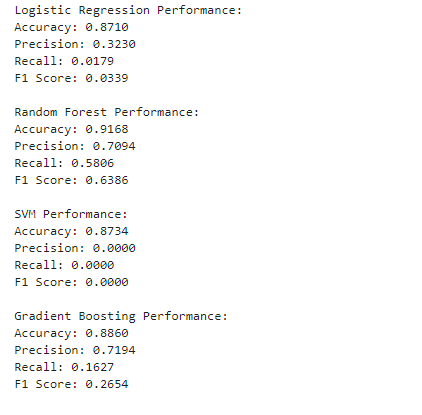 Logistic Regression Performance:
Accuracy: 0.8710
Precision: 0.3230
Recall: 0.0179
F1 Score: 0.0339
Random Forest Performance:
Accuracy: 0.9168
Precision: 0.7094
Recall: 0.5806
F1 Score: 0.6386
SVM Performance:
Accuracy: 0.8734
Precision: 0.0000
Recall: 0.0000
F1 Score: 0.0000
Gradient Boosting Performance:
Accuracy: 0.8860
Precision: 0.7194
Recall: 0.1627
F1 Score: 0.2654